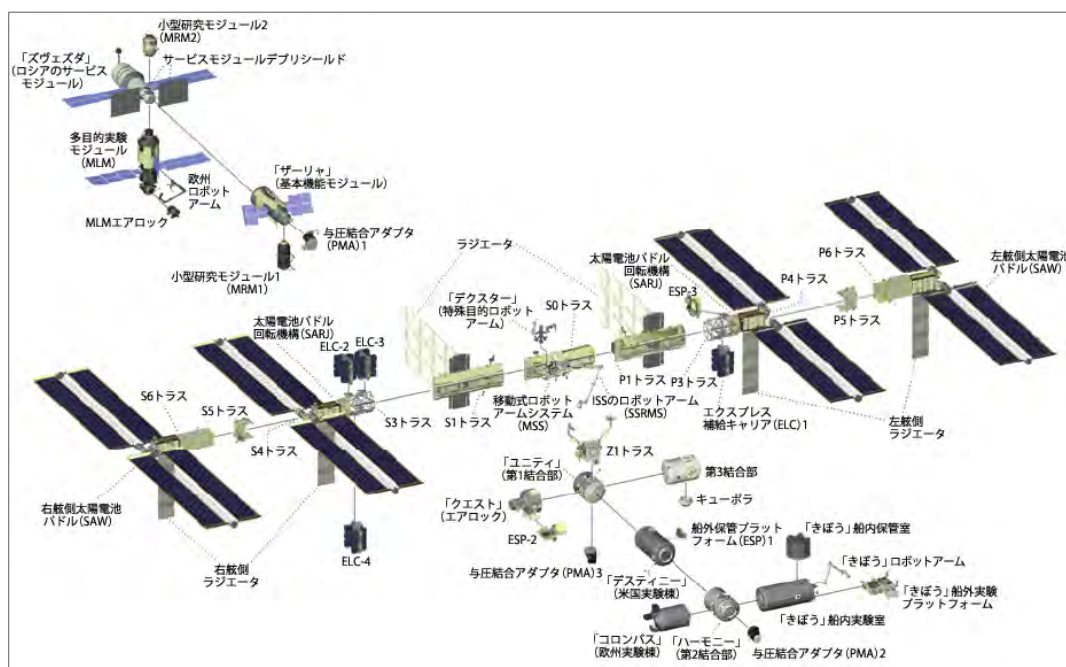 小型研究モジュール2
(MRM2)
「ズヴェズダ」
(ロシアのサービス
モジュール)
サービスモジュールデブリシールド
多目的実験
モジュール
(MLM)
欧州
ロボット
アーム
MLMエアロック
「ザーリャ」
(基本機能モジュール)
与圧結合アダプタ
(PMA)1
小型研究モジュール1
(MRM1)
ラジエータ
「デクスター」
(特殊目的ロボット
アーム)
S0トラス
太陽電池パドル
回転機構(SARJ)
ESP-3
P4トラス
P6トラス
左舷側太陽電池
パドル(SAW)
P5トラス
太陽電池パドル
回転機構(SARJ)
ELC-2
ELC-3
P1トラス
P3トラス
S6トラス
S5トラス
S4トラス
S3トラス
S1トラス
移動式ロボット
アームシステム
(MSS)
ISSのロボットアーム
(SSRMS)
エクスプレス
補給キャリア(ELC)1
左舷側
ラジエータ
Z1トラス
「ユニティ」
(第1結合部)
第3結合部
キューポラ
「クエスト」
(エアロック)
ESP-2
右舷側太陽電池
パドル(SAW)
右舷側
ラジエータ
ELC-4
与圧結合アダプタ(PMA)3
船外保管プラット
フォーム(ESP)1
「きぼう」船内保管室
「きぼう」ロボットアーム
「デスティニー」
(米国実験棟)
「きぼう」船外実験
プラットフォーム
「きぼう」船内実験室
「コロンバス」
(欧州実験棟)
「ハーモニー」
(第2結合部)
与圧結合アダプタ(PMA)2